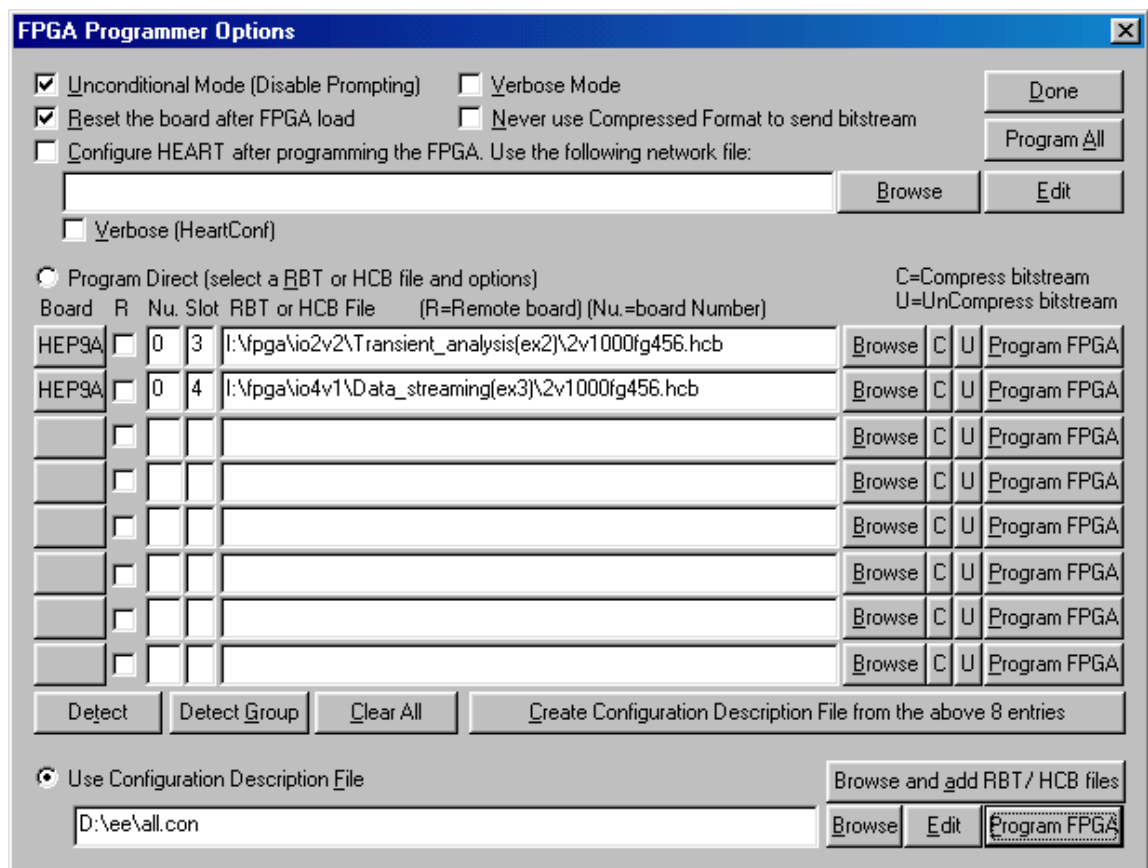 FPGA Programmer Options
Unconditional Mode (Disable Prompting) Verbose Mode Done
Reset the board after FPGA load Never use Compressed Format to send bitstream
Program All
Configure HEART after programming the FPGA. Use the following network file:
Browse Edit
Verbose (HeartConf)
Program Direct (select a RBT or HCB file and options) C=Compress bitstream
U=UnCompress bitstream
Board R Nu. Slot RBT or HCB File (R=Remote board) (Nu.=board Number)
HEP9A 0 3 I:\fpga\io2v2\Transient_analysis(ex2)\2v1000fg456.hcb Browse C U Program FPGA
HEP9A 0 4 I:\fpga\io4v1\Data_streaming(ex3)\2v1000fg456.hcb Browse C U Program FPGA
Browse C U Program FPGA
Browse C U Program FPGA
Browse C U Program FPGA
Browse C U Program FPGA
Browse C U Program FPGA
Browse C U Program FPGA
Detect Detect Group Clear All Create Configuration Description File from the above 8 entries
Use Configuration Description File Browse and add RBT / HCB files
D:\ee\all.con Browse Edit Program FPGA